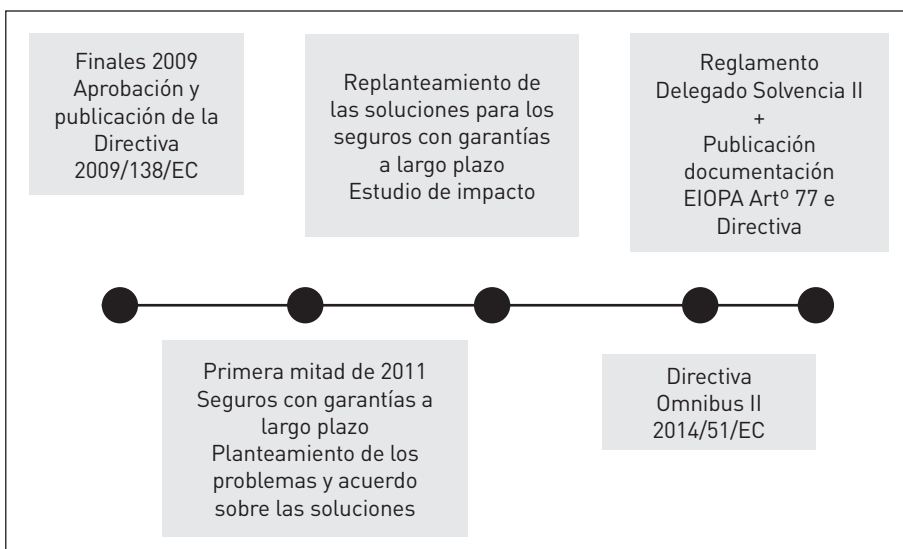 Finales 2009
Aprobación y
publicación de la
Directiva
2009/138/EC
Replanteamiento de
las soluciones para los
seguros con garantías
a largo plazo
Estudio de impacto
Reglamento
Delegado Solvencia II
+
Publicación
documentación
EIOPA Artº 77 e
Directiva
Primera mitad de 2011
Seguros con garantías a
largo plazo
Planteamiento de los
problemas y acuerdo
sobre las soluciones
Directiva
Omnibus II
2014/51/EC